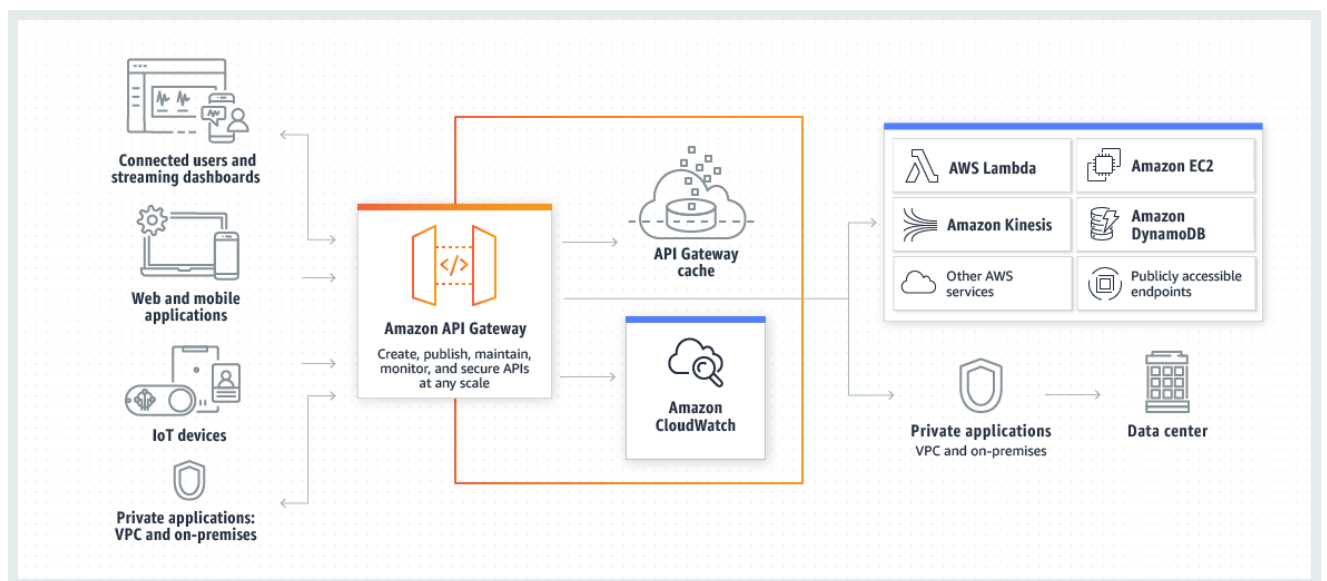 Connected users and
streaming dashboards
Web and mobile
applications
IoT devices
Private applications:
VPC and on-premises
</>
Amazon API Gateway
Create, publish, maintain,
monitor, and secure APIs
at any scale
API Gateway
cache
Amazon
CloudWatch
AWS Lambda
Amazon EC2
Amazon Kinesis
Amazon
DynamoDB
Other AWS
services
Publicly accessible
endpoints
Private applications
VPC and on-premises
Data center